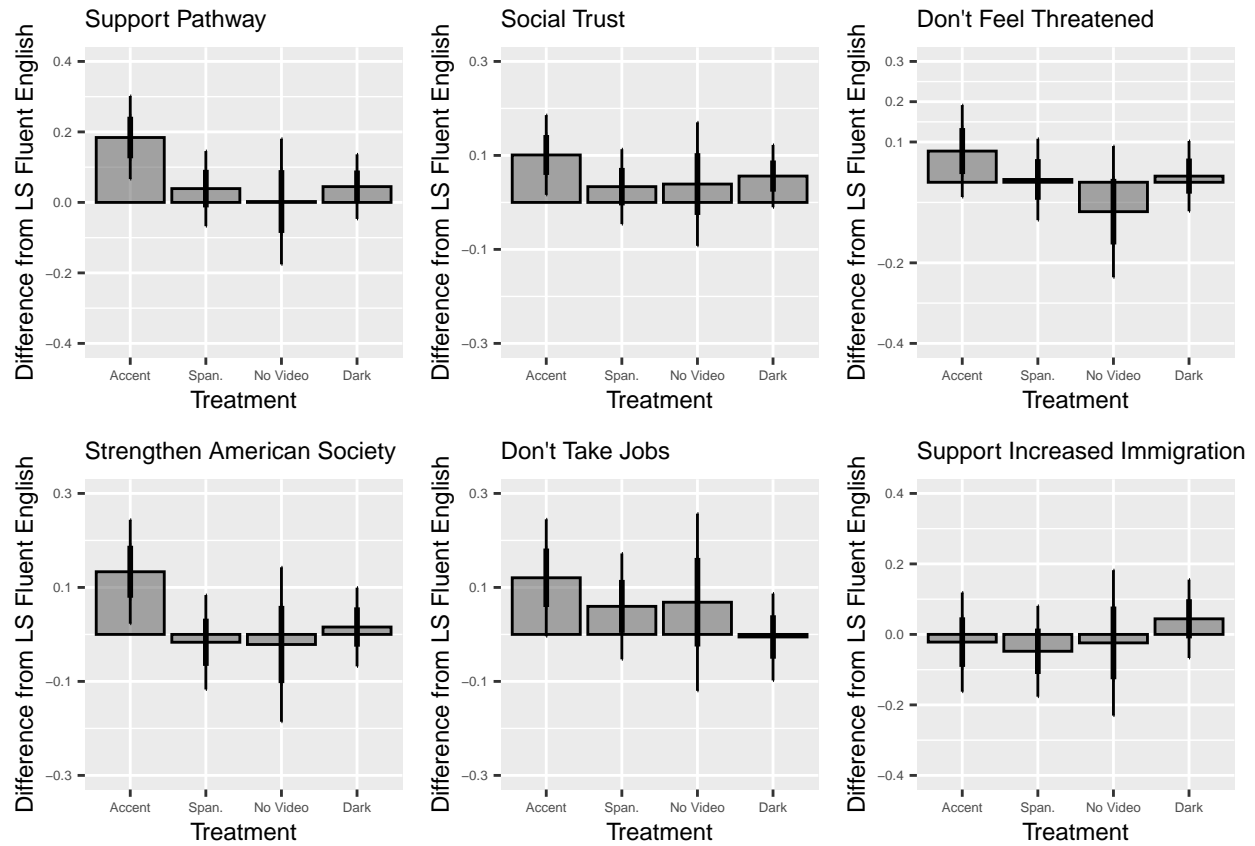 Support Pathway
Difference from LS Fluent English
0.4
0.2
0.0
−0.2
−0.4
Accent Span. No Video Dark
Treatment
Social Trust
Difference from LS Fluent English
0.3
0.1
−0.1
−0.3
Accent Span. No Video Dark
Treatment
Don't Feel Threatened
Difference from LS Fluent English
0.3
0.2
0.1
−0.2
−0.4
Accent Span. No Video Dark
Treatment
Strengthen American Society
Difference from LS Fluent English
0.3
0.1
−0.1
−0.3
Accent Span. No Video Dark
Treatment
Don't Take Jobs
Difference from LS Fluent English
0.3
0.1
−0.1
−0.3
Accent Span. No Video Dark
Treatment
Support Increased Immigration
Difference from LS Fluent English
0.4
0.2
0.0
−0.2
−0.4
Accent Span. No Video Dark
Treatment